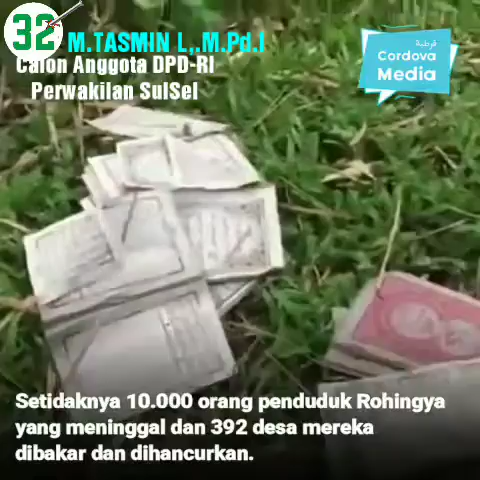 32 M.TASMIN L,.M.Pd.I
Calon Anggota DPD-RI
Perwakilan SulSel
قرطبة
Cordova
Media
Setidaknya 10.000 orang penduduk Rohingya
yang meninggal dan 392 desa mereka
dibakar dan dihancurkan.